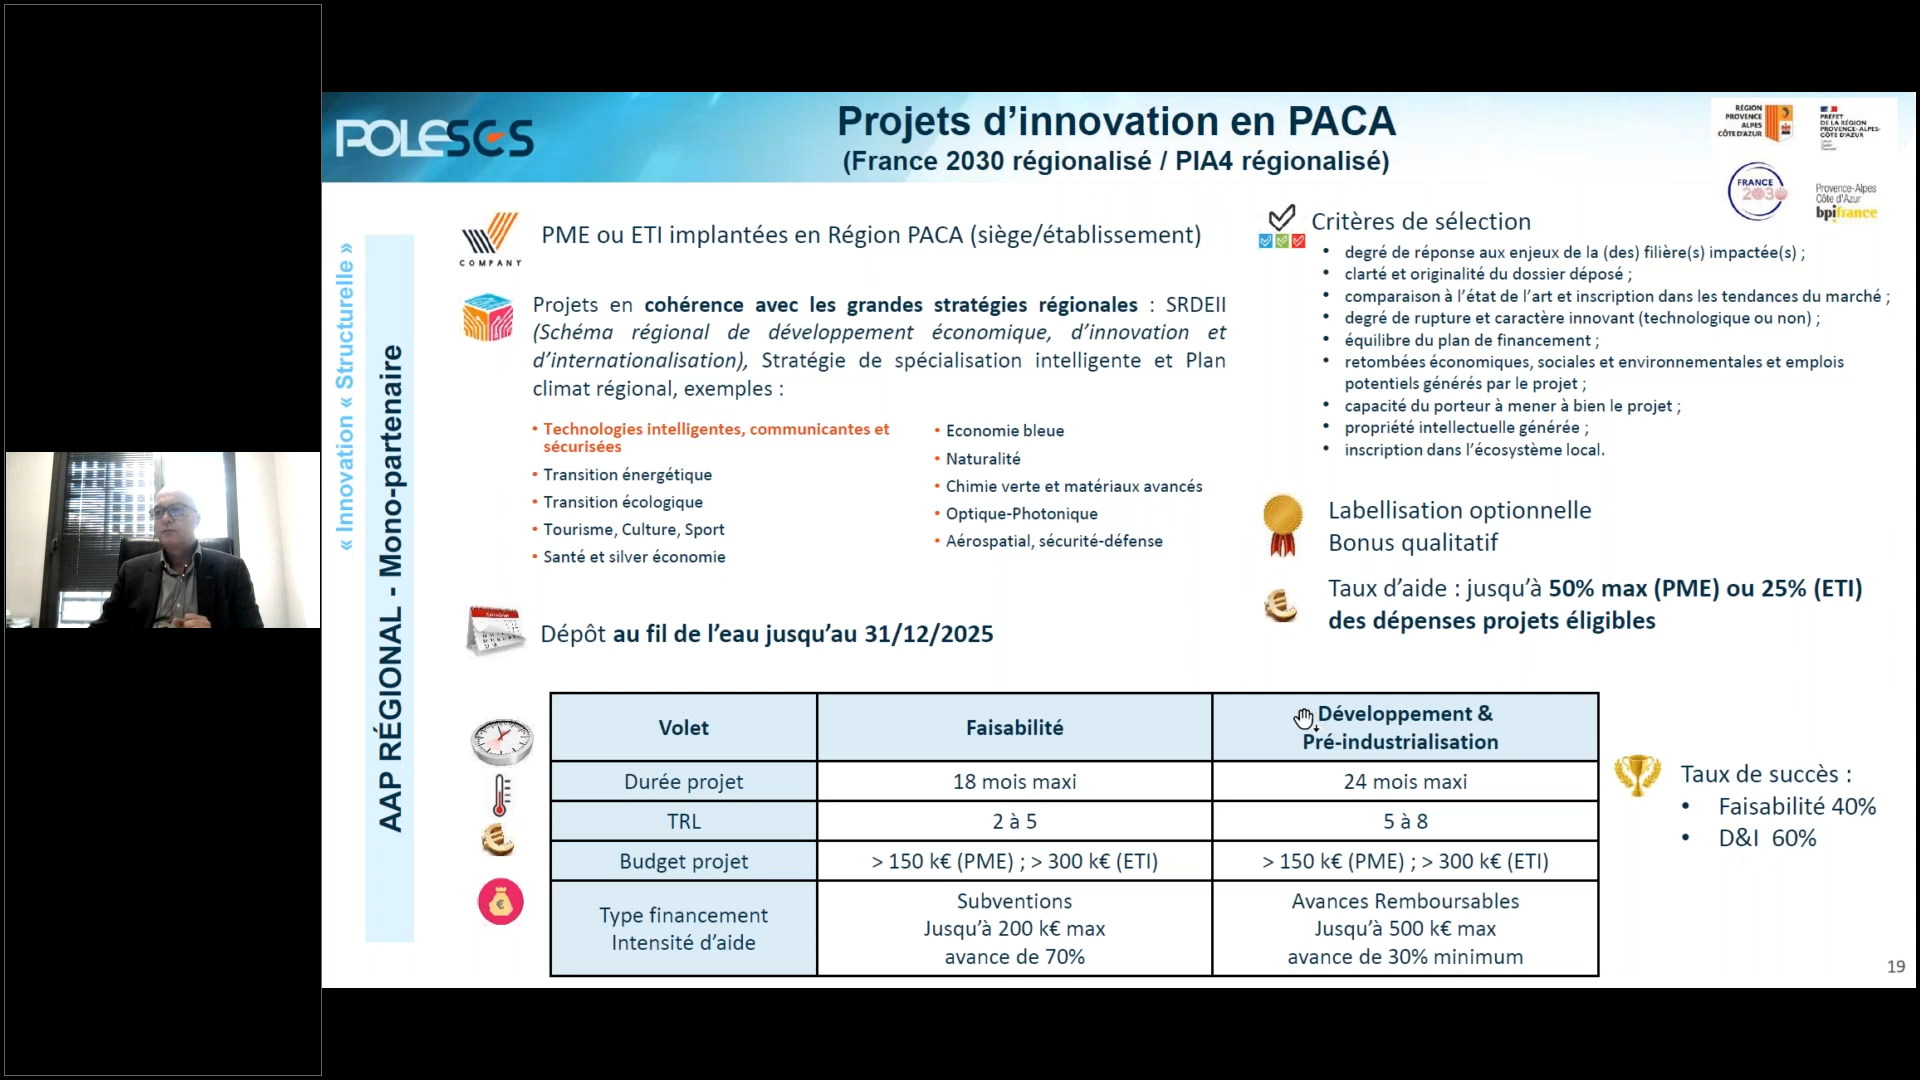 POLE SCS
Projets d’innovation en PACA
(France 2030 régionalisé / PIA4 régionalisé)
RÉGION
PROVENCE
ALPES
CÔTE D’AZUR
PRÉFET
DE LA RÉGION
PROVENCE-ALPES-
CÔTE D’AZUR
FRANCE
2030
Provence-Alpes
Côte d’Azur
bpifrance
« Innovation « Structurelle »
AAP RÉGIONAL - Mono-partenaire
COMPANY
PME ou ETI implantées en Région PACA (siège/établissement)
Projets en cohérence avec les grandes stratégies régionales : SRDEII
(Schéma régional de développement économique, d’innovation et
d’internationalisation), Stratégie de spécialisation intelligente et Plan
climat régional, exemples :
• Technologies intelligentes, communicantes et
sécurisées
• Transition énergétique
• Transition écologique
• Tourisme, Culture, Sport
• Santé et silver économie
• Economie bleue
• Naturalité
• Chimie verte et matériaux avancés
• Optique-Photonique
• Aérospatial, sécurité-défense
Dépôt au fil de l’eau jusqu’au 31/12/2025
Critères de sélection
• degré de réponse aux enjeux de la (des) filière(s) impactée(s) ;
• clarté et originalité du dossier déposé ;
• comparaison à l’état de l’art et inscription dans les tendances du marché ;
• degré de rupture et caractère innovant (technologique ou non) ;
• équilibre du plan de financement ;
• retombées économiques, sociales et environnementales et emplois
potentiels générés par le projet ;
• capacité du porteur à mener à bien le projet ;
• propriété intellectuelle générée ;
• inscription dans l’écosystème local.
Labellisation optionnelle
Bonus qualitatif
Taux d’aide : jusqu’à 50% max (PME) ou 25% (ETI)
des dépenses projets éligibles
Volet
Faisabilité
Développement &
Pré-industrialisation
Durée projet
18 mois maxi
24 mois maxi
TRL
2 à 5
5 à 8
Budget projet
> 150 k€ (PME) ; > 300 k€ (ETI)
> 150 k€ (PME) ; > 300 k€ (ETI)
Type financement
Intensité d’aide
Subventions
Jusqu’à 200 k€ max
avance de 70%
Avances Remboursables
Jusqu’à 500 k€ max
avance de 30% minimum
Taux de succès :
• Faisabilité 40%
• D&I 60%
19